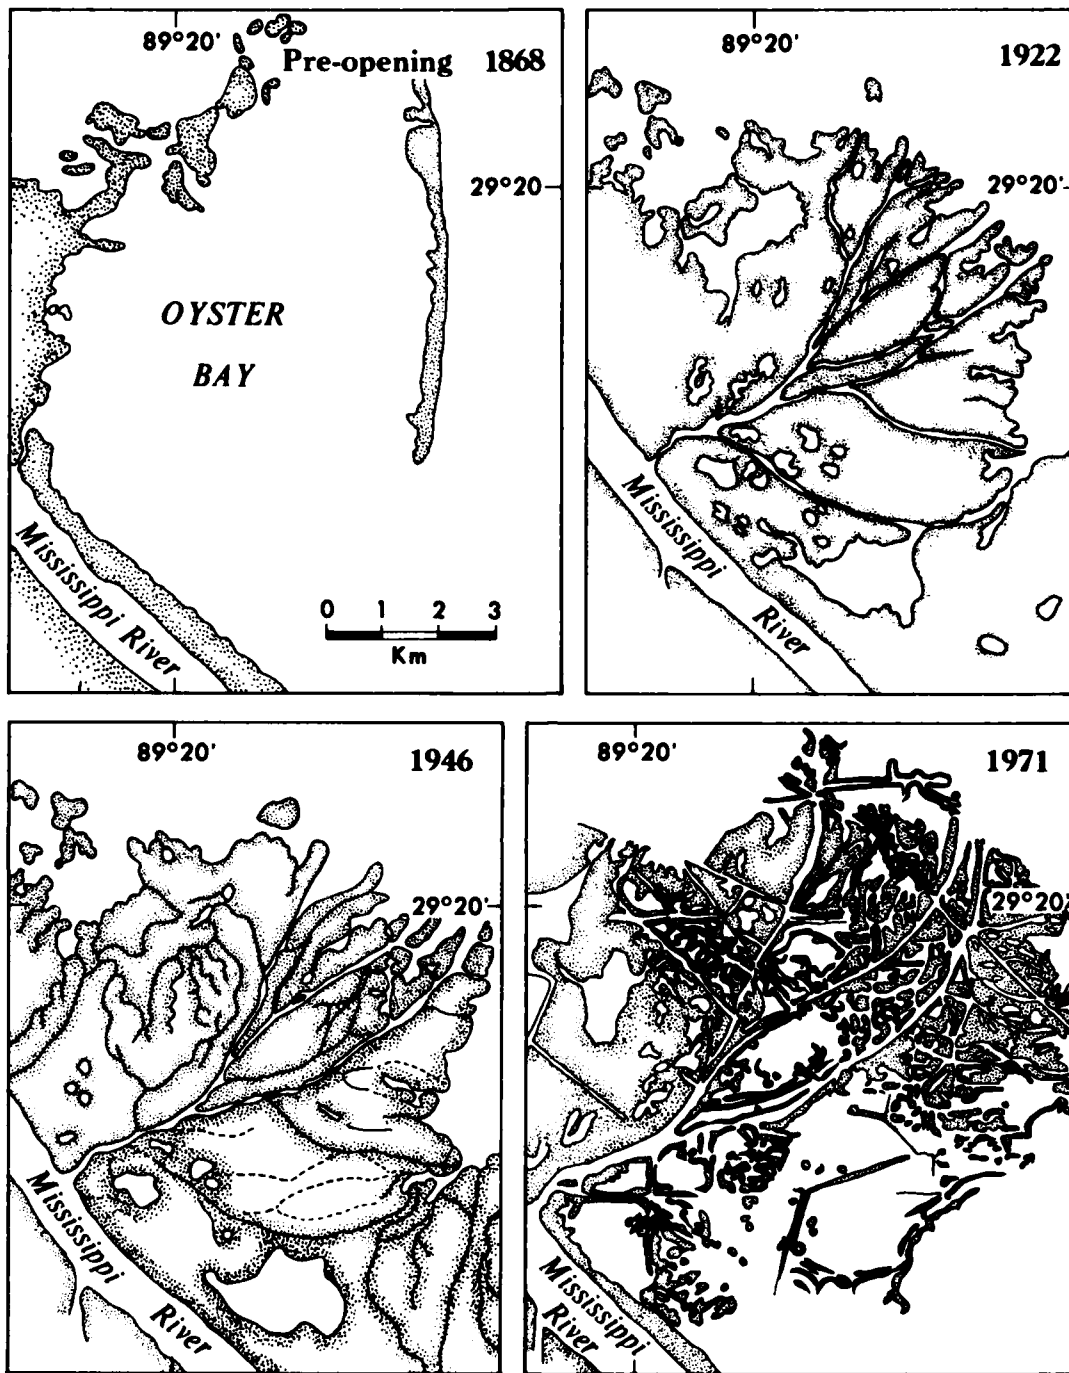 89°20'
Pre-opening 1868
29°20
OYSTER
BAY
Mississippi River
0 1 2 3
Km
89°20'
1922
29°20'
Mississippi
River
89°20'
1946
29°20'
Mississippi
River
89°20'
1971
29°20'
Mississippi
River